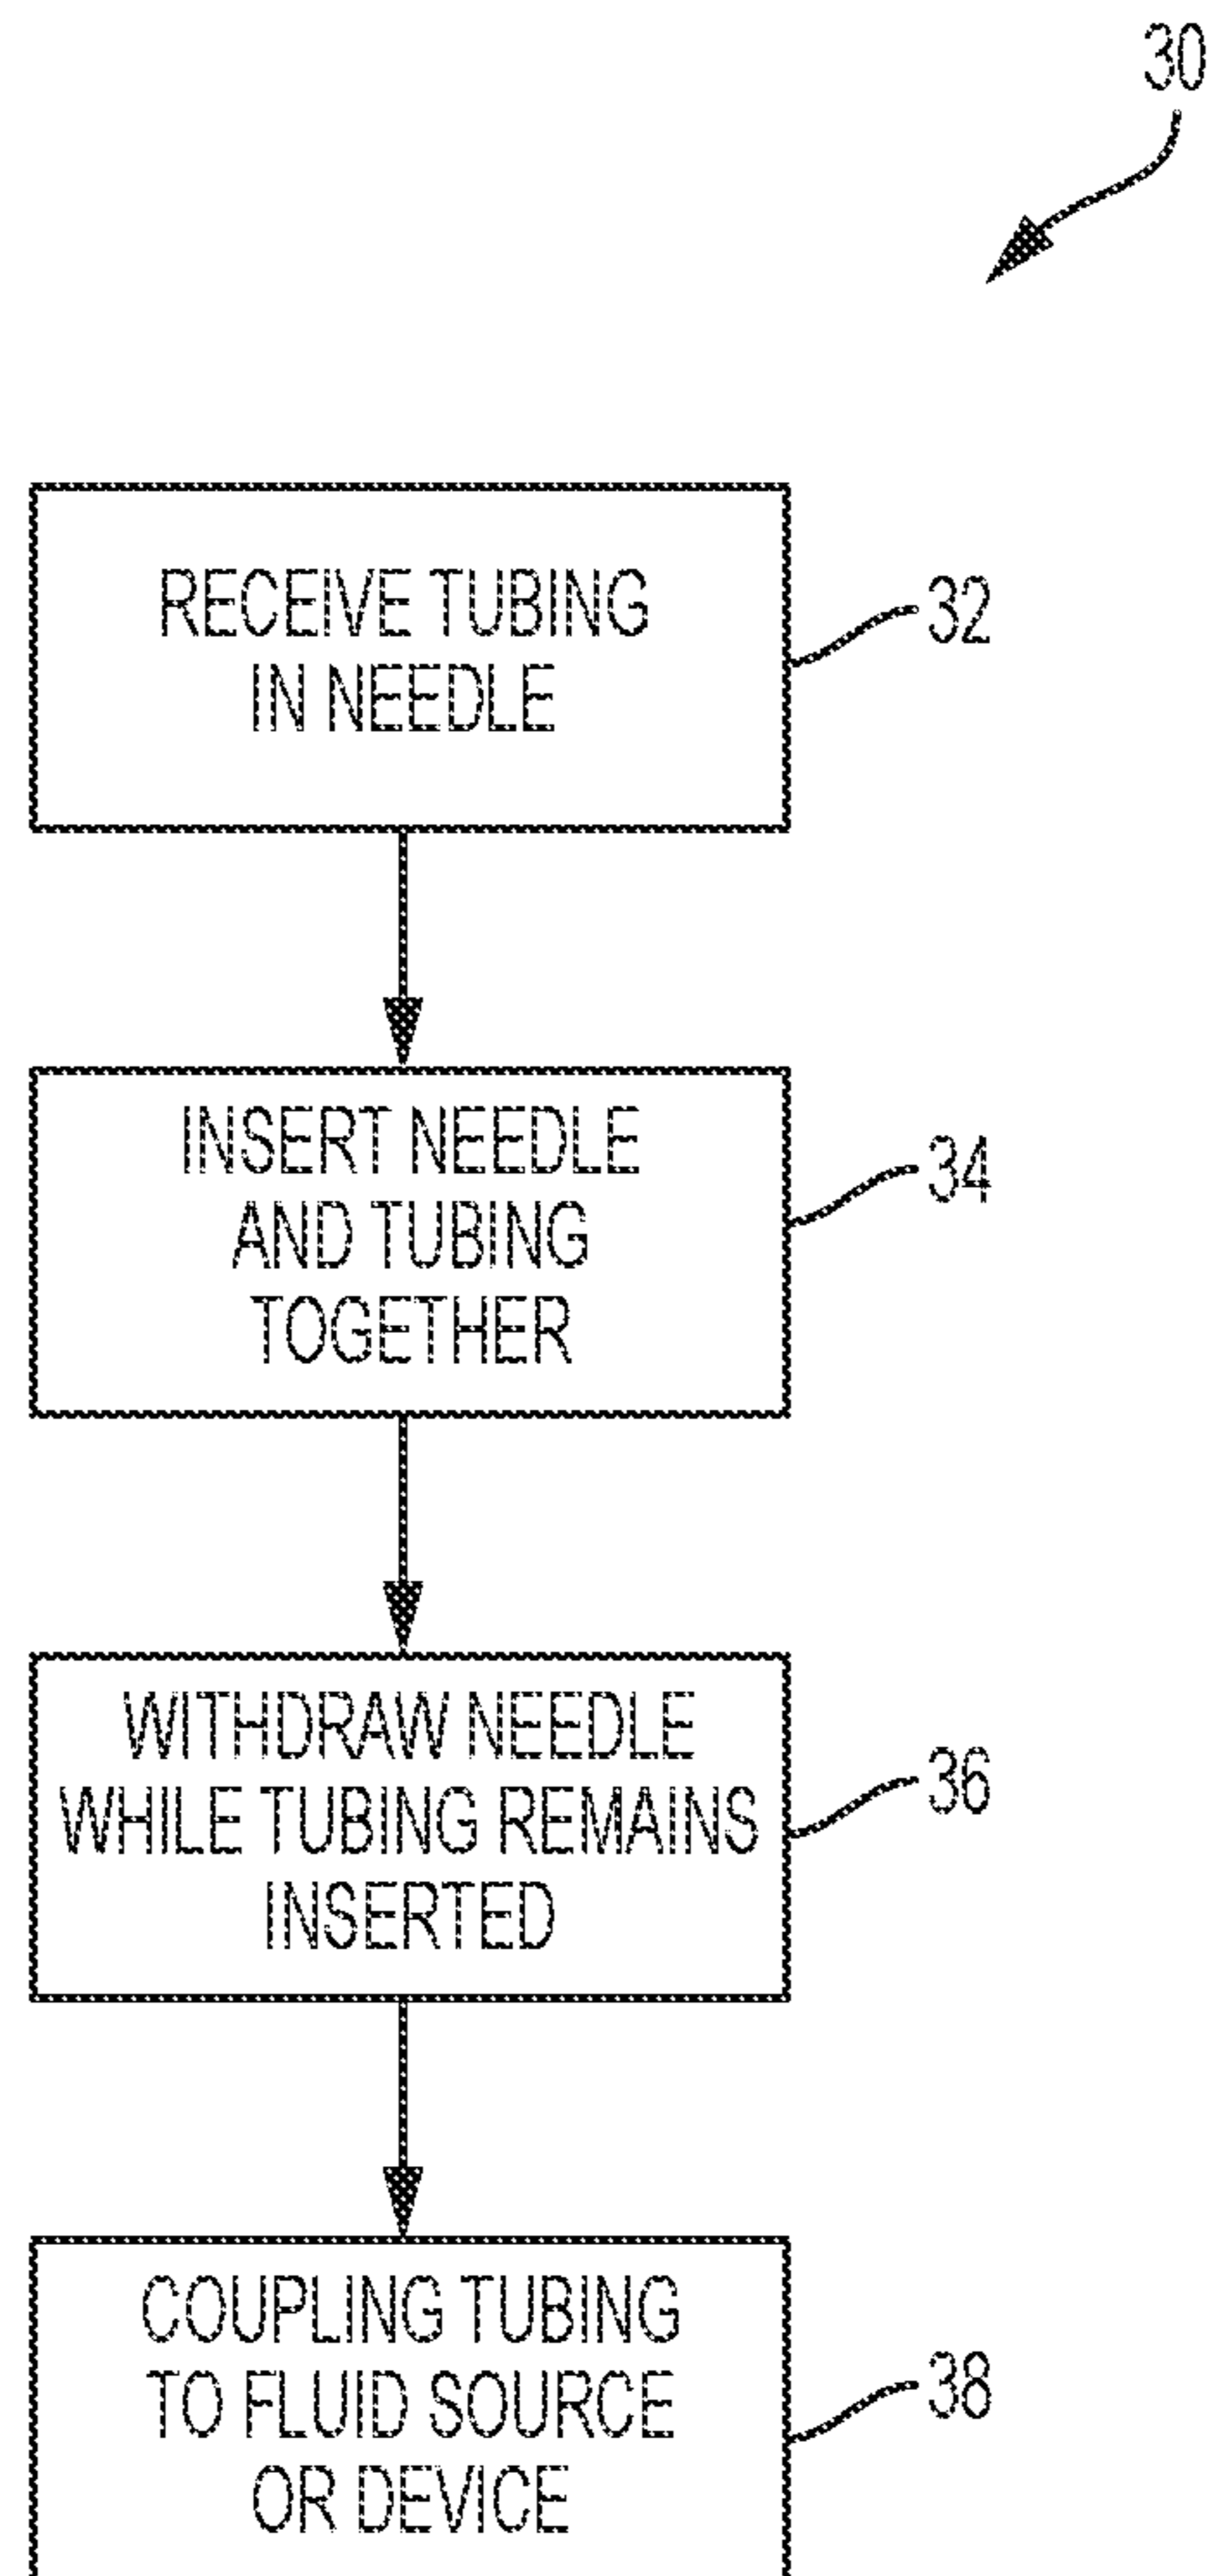 30
RECEIVE TUBING
IN NEEDLE
32
INSERT NEEDLE
AND TUBING
TOGETHER
34
WITHDRAW NEEDLE
WHILE TUBING REMAINS
INSERTED
36
COUPLING TUBING
TO FLUID SOURCE
OR DEVICE
38